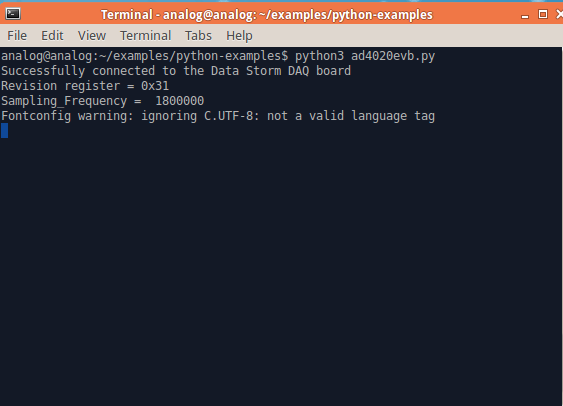 Terminal - analog@analog: ~/examples/python-examples
File Edit View Terminal Tabs Help
analog@analog:~/examples/python-examples$ python3 ad4020evb.py
Successfully connected to the Data Storm DAQ board
Revision register = 0x31
Sampling_Frequency =  1800000
Fontconfig warning: ignoring C.UTF-8: not a valid language tag